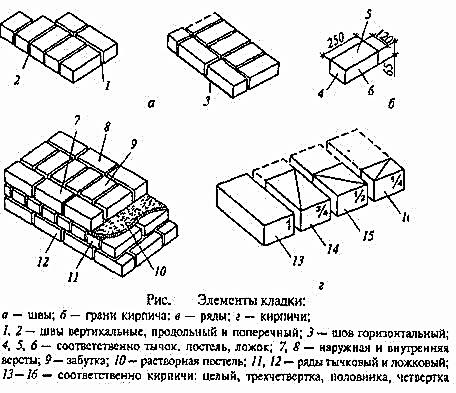 250
120
65
5
2
1
3
4
6
а
б
8
7
9
12
11
10
1
3/4
1/2
1/4
13
14
15
16
г
Рис. Элементы кладки:
а — швы; б — грани кирпича: в — ряды; г — кирпичи;
1, 2 — швы вертикальные, продольный и поперечный; 3 — шов горизонтальный;
4, 5, 6 — соответственно тычок, постель, ложок; 7, 8 — наружная и внутренняя
версты; 9 — забутка; 10 — растворная постель; 11, 12 — ряды тычковый и ложковый;
13—16 — соответственно кирпичи: целый, трехчетвертка, половинка, четвертка